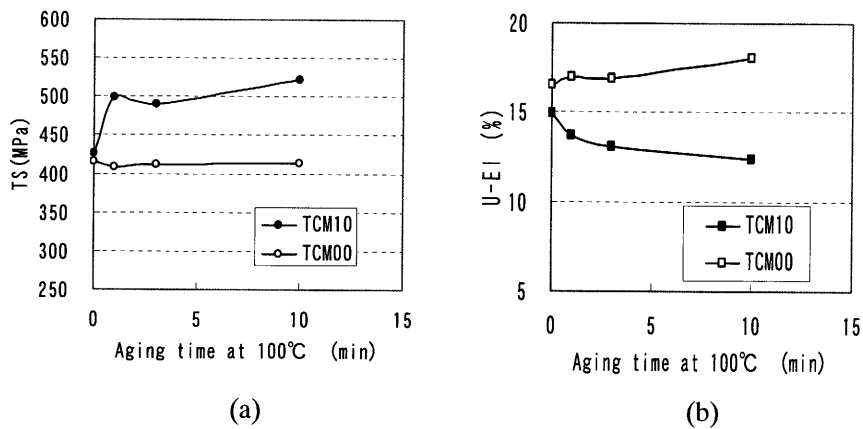 600
550
500
450
400
350
300
250
TS(MPa)
TCM10
TCM00
0 5 10 15
Aging time at 100℃ (min)
(a)
20
15
10
5
U-El (%)
TCM10
TCM00
0 5 10 15
Aging time at 100℃ (min)
(b)